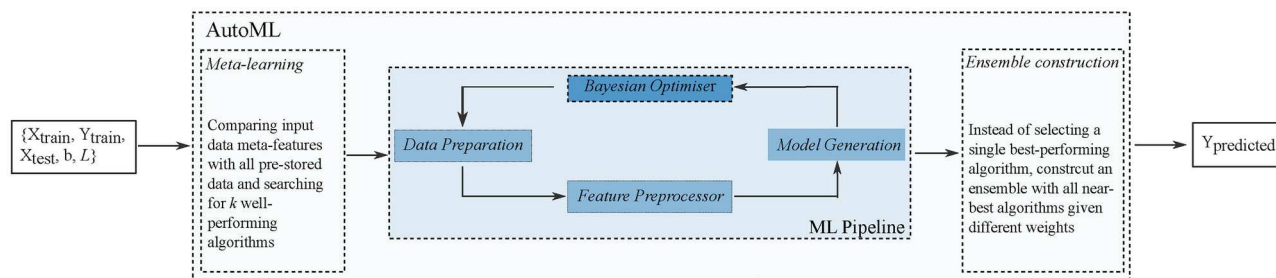 AutoML
{Xtrain, Ytrain,
Xtest, b, L}
Meta-learning
Comparing input
data meta-features
with all pre-stored
data and searching
for k well-
performing
algorithms
Bayesian Optimiser
Data Preparation
Model Generation
Feature Preprocessor
ML Pipeline
Ensemble construction
Instead of selecting a
single best-performing
algorithm, constrcut an
ensemble with all near-
best algorithms given
different weights
Ypredicted